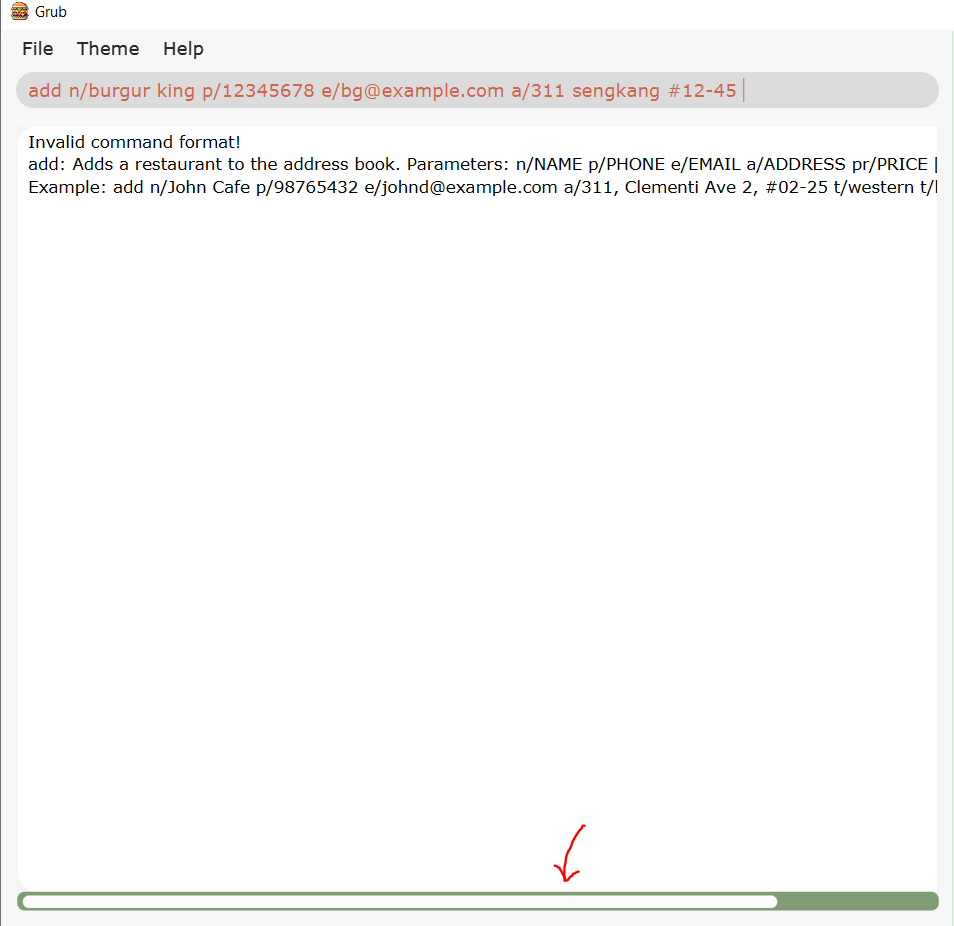 Grub
File Theme Help
add n/burgur king p/12345678 e/bg@example.com a/311 sengkang #12-45
Invalid command format!
add: Adds a restaurant to the address book. Parameters: n/NAME p/PHONE e/EMAIL a/ADDRESS pr/PRICE [
Example: add n/John Cafe p/98765432 e/johnd@example.com a/311, Clementi Ave 2, #02-25 t/western t/